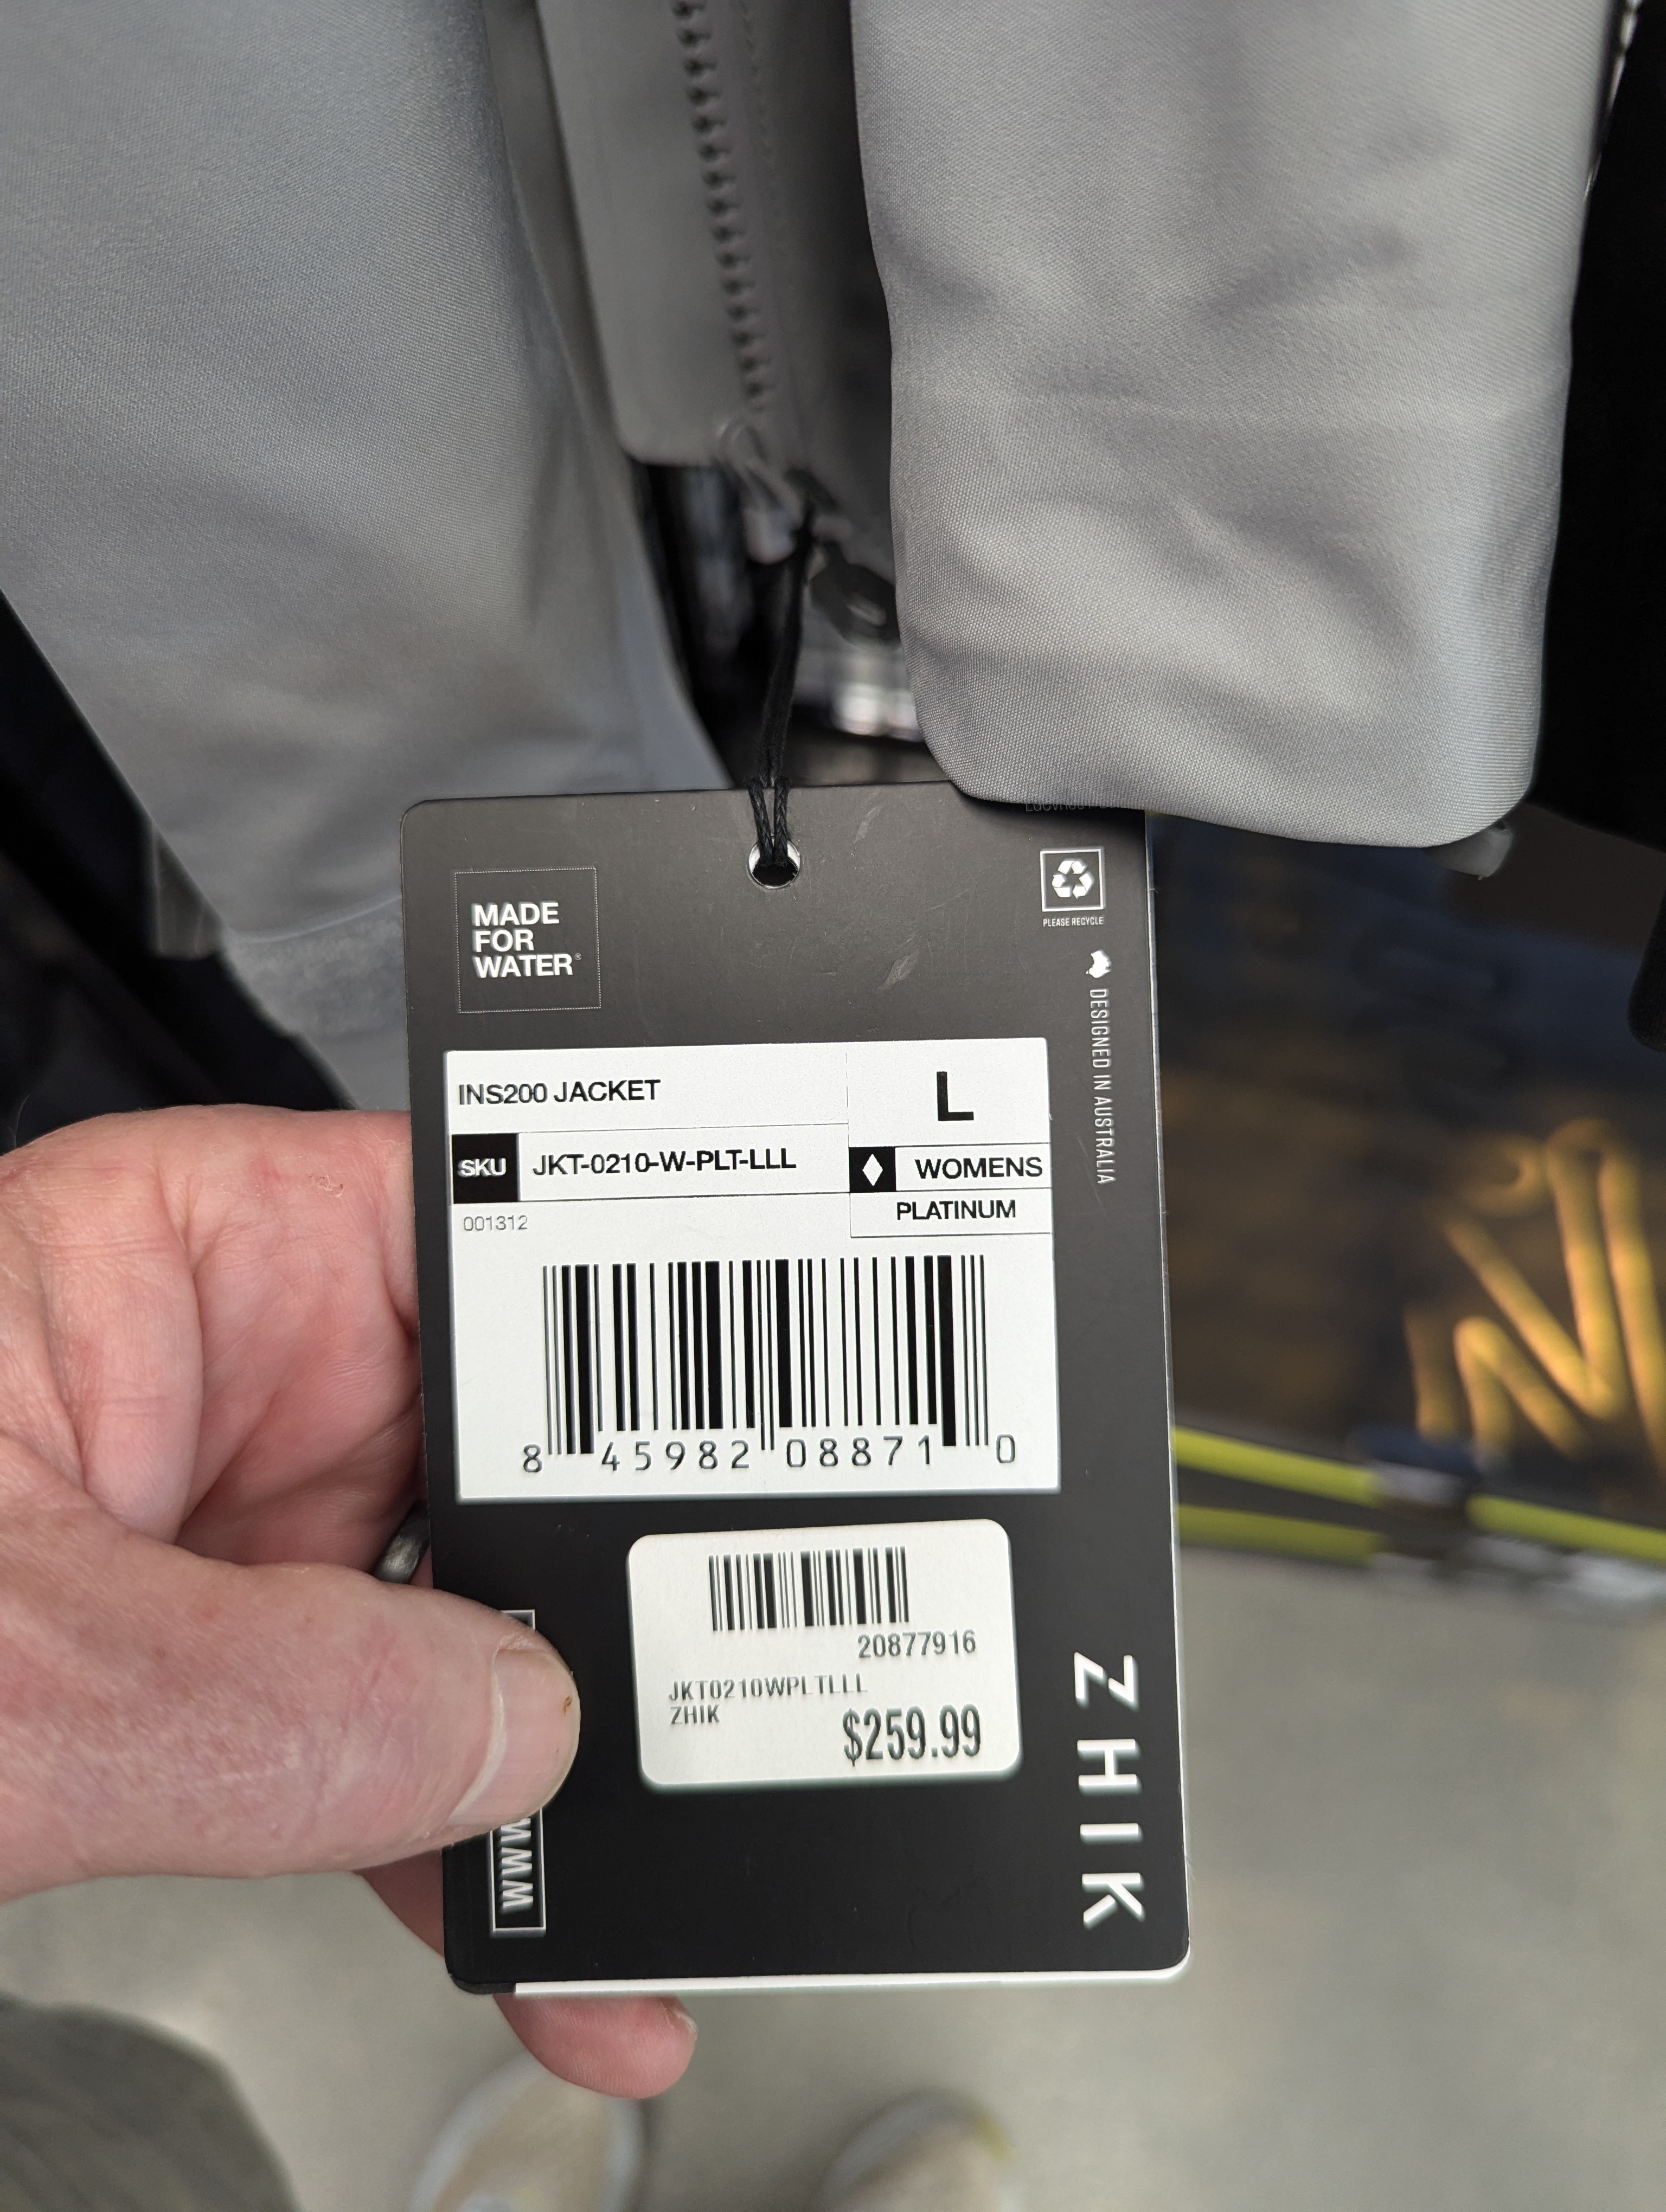 MADE
FOR
WATER®
PLEASE RECYCLE
DESIGNED IN AUSTRALIA
INS200 JACKET
L
SKU
JKT-0210-W-PLT-LLL
WOMENS
PLATINUM
001312
8 45982 08871 0
20877916
JKT0210WPLTLLL
ZHIK
$259.99
ZHIK
WWW